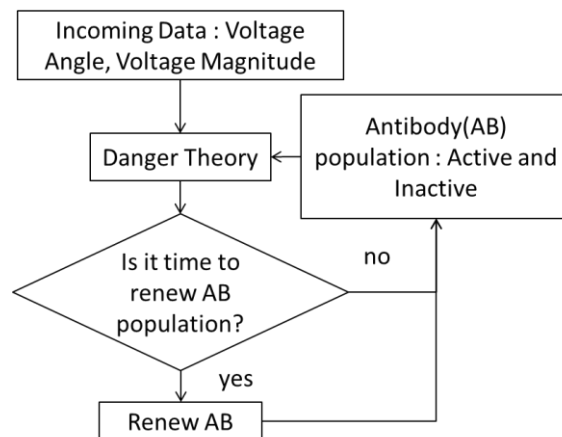 Incoming Data : Voltage
Angle, Voltage Magnitude
Danger Theory
Antibody(AB)
population : Active and
Inactive
Is it time to
renew AB
population?
no
yes
Renew AB